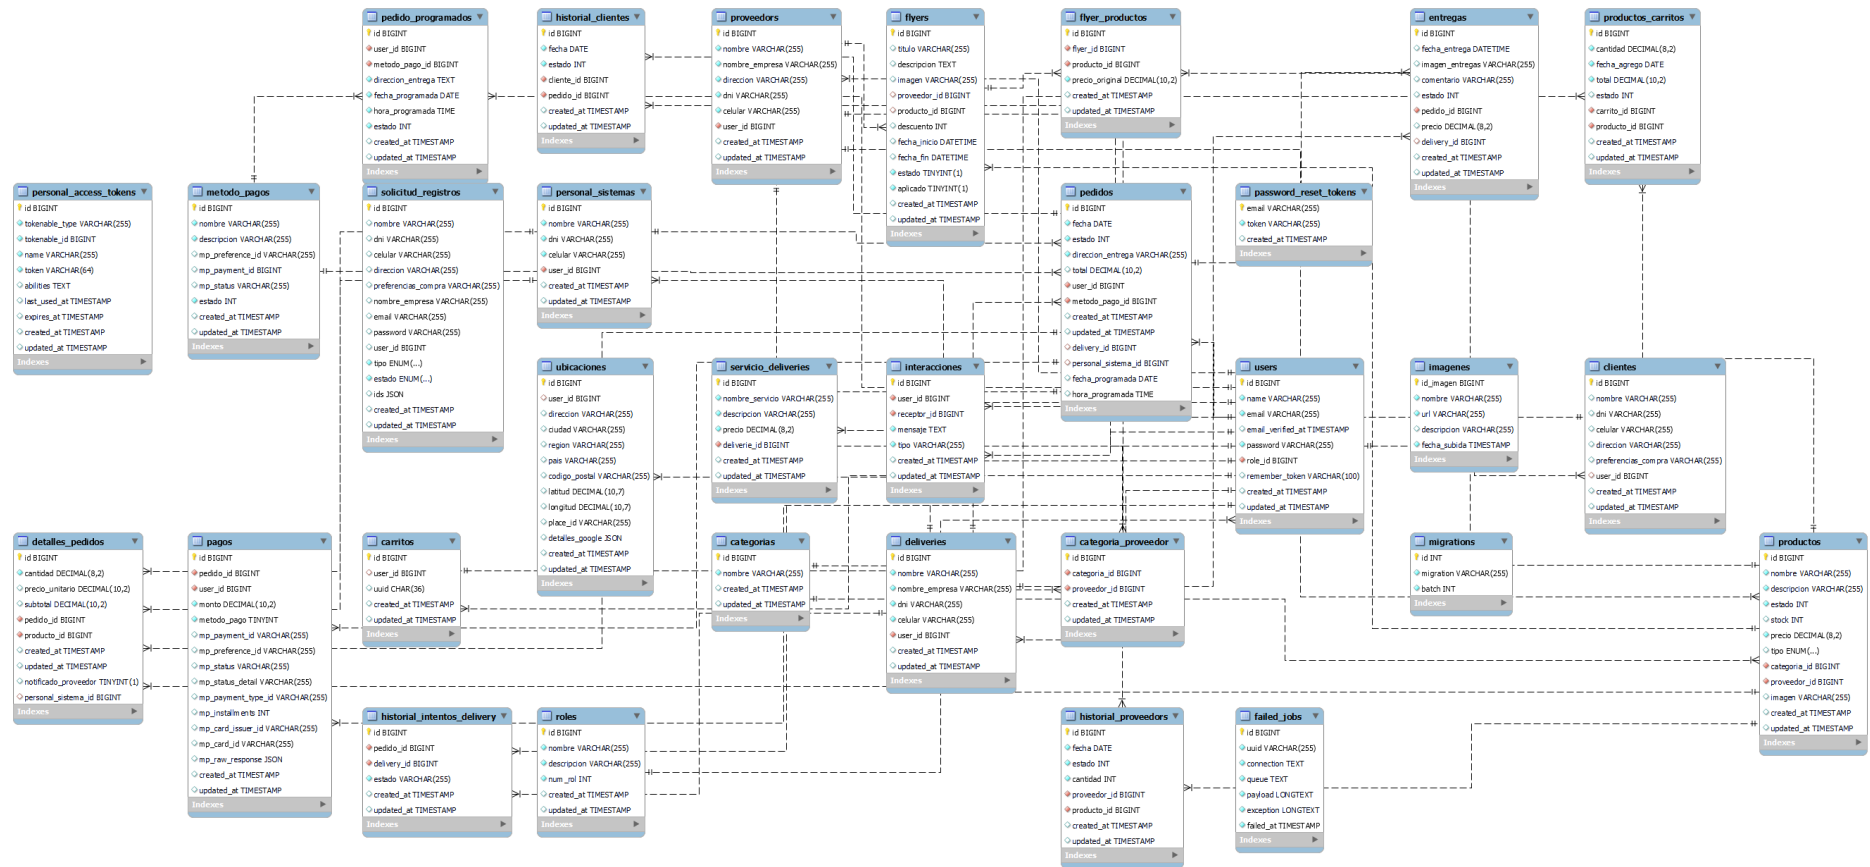 pedido_programados
id BIGINT
user_id BIGINT
metodo_pago_id BIGINT
direccion_entrega TEXT
fecha_programada DATE
hora_programada TIME
estado INT
created_at TIMESTAMP
updated_at TIMESTAMP
Indexes
historial_clientes
id BIGINT
fecha DATE
estado INT
cliente_id BIGINT
pedido_id BIGINT
created_at TIMESTAMP
updated_at TIMESTAMP
Indexes
proveedors
id BIGINT
nombre VARCHAR(255)
nombre_empresa VARCHAR(255)
direccion VARCHAR(255)
dni VARCHAR(255)
celular VARCHAR(255)
user_id BIGINT
created_at TIMESTAMP
updated_at TIMESTAMP
Indexes
flyers
id BIGINT
titulo VARCHAR(255)
descripcion TEXT
imagen VARCHAR(255)
proveedor_id BIGINT
producto_id BIGINT
descuento INT
fecha_inicio DATETIME
fecha_fin DATETIME
estado TINYINT(1)
aplicado TINYINT(1)
created_at TIMESTAMP
updated_at TIMESTAMP
Indexes
flyer_productos
id BIGINT
flyer_id BIGINT
producto_id BIGINT
precio_original DECIMAL(10,2)
created_at TIMESTAMP
updated_at TIMESTAMP
Indexes
entregas
id BIGINT
fecha_entrega DATETIME
imagen_entregas VARCHAR(255)
comentario VARCHAR(255)
estado INT
pedido_id BIGINT
precio DECIMAL(8,2)
delivery_id BIGINT
created_at TIMESTAMP
updated_at TIMESTAMP
Indexes
productos_carritos
id BIGINT
cantidad DECIMAL(8,2)
fecha_agrego DATE
total DECIMAL(10,2)
estado INT
carrito_id BIGINT
producto_id BIGINT
created_at TIMESTAMP
updated_at TIMESTAMP
Indexes
personal_access_tokens
id BIGINT
tokenable_type VARCHAR(255)
tokenable_id BIGINT
name VARCHAR(255)
token VARCHAR(64)
abilities TEXT
last_used_at TIMESTAMP
expires_at TIMESTAMP
created_at TIMESTAMP
updated_at TIMESTAMP
Indexes
metodo_pagos
id BIGINT
nombre VARCHAR(255)
descripcion VARCHAR(255)
mp_preference_id VARCHAR(255)
mp_payment_id BIGINT
mp_status VARCHAR(255)
estado INT
created_at TIMESTAMP
updated_at TIMESTAMP
Indexes
solicitud_registros
id BIGINT
nombre VARCHAR(255)
dni VARCHAR(255)
celular VARCHAR(255)
direccion VARCHAR(255)
preferencias_compra VARCHAR(255)
nombre_empresa VARCHAR(255)
email VARCHAR(255)
password VARCHAR(255)
user_id BIGINT
tipo ENUM(...)
estado ENUM(...)
ids JSON
created_at TIMESTAMP
updated_at TIMESTAMP
Indexes
personal_sistemas
id BIGINT
nombre VARCHAR(255)
dni VARCHAR(255)
celular VARCHAR(255)
user_id BIGINT
created_at TIMESTAMP
updated_at TIMESTAMP
Indexes
pedidos
id BIGINT
fecha DATE
estado INT
direccion_entrega VARCHAR(255)
total DECIMAL(10,2)
user_id BIGINT
metodo_pago_id BIGINT
created_at TIMESTAMP
updated_at TIMESTAMP
delivery_id BIGINT
personal_sistema_id BIGINT
fecha_programada DATE
hora_programada TIME
Indexes
password_reset_tokens
email VARCHAR(255)
token VARCHAR(255)
created_at TIMESTAMP
Indexes
ubicaciones
id BIGINT
user_id BIGINT
direccion VARCHAR(255)
ciudad VARCHAR(255)
region VARCHAR(255)
pais VARCHAR(255)
codigo_postal VARCHAR(255)
latitud DECIMAL(10,7)
longitud DECIMAL(10,7)
place_id VARCHAR(255)
detalles_google JSON
created_at TIMESTAMP
updated_at TIMESTAMP
Indexes
servicio_deliveries
id BIGINT
nombre_servicio VARCHAR(255)
descripcion VARCHAR(255)
precio DECIMAL(8,2)
deliverie_id BIGINT
created_at TIMESTAMP
updated_at TIMESTAMP
Indexes
interacciones
id BIGINT
user_id BIGINT
receptor_id BIGINT
mensaje TEXT
tipo VARCHAR(255)
created_at TIMESTAMP
updated_at TIMESTAMP
Indexes
users
id BIGINT
name VARCHAR(255)
email VARCHAR(255)
email_verified_at TIMESTAMP
password VARCHAR(255)
role_id BIGINT
remember_token VARCHAR(100)
created_at TIMESTAMP
updated_at TIMESTAMP
Indexes
imagenes
id_imagen BIGINT
nombre VARCHAR(255)
url VARCHAR(255)
descripcion VARCHAR(255)
fecha_subida TIMESTAMP
Indexes
clientes
id BIGINT
nombre VARCHAR(255)
dni VARCHAR(255)
celular VARCHAR(255)
direccion VARCHAR(255)
preferencias_compra VARCHAR(255)
user_id BIGINT
created_at TIMESTAMP
updated_at TIMESTAMP
Indexes
detalles_pedidos
id BIGINT
cantidad DECIMAL(8,2)
precio_unitario DECIMAL(10,2)
subtotal DECIMAL(10,2)
pedido_id BIGINT
producto_id BIGINT
created_at TIMESTAMP
updated_at TIMESTAMP
notificado_proveedor TINYINT(1)
personal_sistema_id BIGINT
Indexes
pagos
id BIGINT
pedido_id BIGINT
user_id BIGINT
monto DECIMAL(10,2)
metodo_pago TINYINT
mp_payment_id VARCHAR(255)
mp_preference_id VARCHAR(255)
mp_status VARCHAR(255)
mp_status_detail VARCHAR(255)
mp_payment_type_id VARCHAR(255)
mp_installments INT
mp_card_issuer_id VARCHAR(255)
mp_card_id VARCHAR(255)
mp_raw_response JSON
created_at TIMESTAMP
updated_at TIMESTAMP
Indexes
carritos
id BIGINT
user_id BIGINT
uuid CHAR(36)
created_at TIMESTAMP
updated_at TIMESTAMP
Indexes
categorias
id BIGINT
nombre VARCHAR(255)
created_at TIMESTAMP
updated_at TIMESTAMP
Indexes
deliveries
id BIGINT
nombre VARCHAR(255)
nombre_empresa VARCHAR(255)
dni VARCHAR(255)
celular VARCHAR(255)
user_id BIGINT
created_at TIMESTAMP
updated_at TIMESTAMP
Indexes
categoria_proveedor
id BIGINT
categoria_id BIGINT
proveedor_id BIGINT
created_at TIMESTAMP
updated_at TIMESTAMP
Indexes
migrations
id INT
migration VARCHAR(255)
batch INT
Indexes
productos
id BIGINT
nombre VARCHAR(255)
descripcion VARCHAR(255)
estado INT
stock INT
precio DECIMAL(8,2)
tipo ENUM(...)
categoria_id BIGINT
proveedor_id BIGINT
imagen VARCHAR(255)
created_at TIMESTAMP
updated_at TIMESTAMP
Indexes
historial_intentos_delivery
id BIGINT
pedido_id BIGINT
delivery_id BIGINT
estado VARCHAR(255)
created_at TIMESTAMP
updated_at TIMESTAMP
Indexes
roles
id BIGINT
nombre VARCHAR(255)
descripcion VARCHAR(255)
num_rol INT
created_at TIMESTAMP
updated_at TIMESTAMP
Indexes
historial_proveedors
id BIGINT
fecha DATE
estado INT
cantidad INT
proveedor_id BIGINT
producto_id BIGINT
created_at TIMESTAMP
updated_at TIMESTAMP
Indexes
failed_jobs
id BIGINT
uuid VARCHAR(255)
connection TEXT
queue TEXT
payload LONGTEXT
exception LONGTEXT
failed_at TIMESTAMP
Indexes